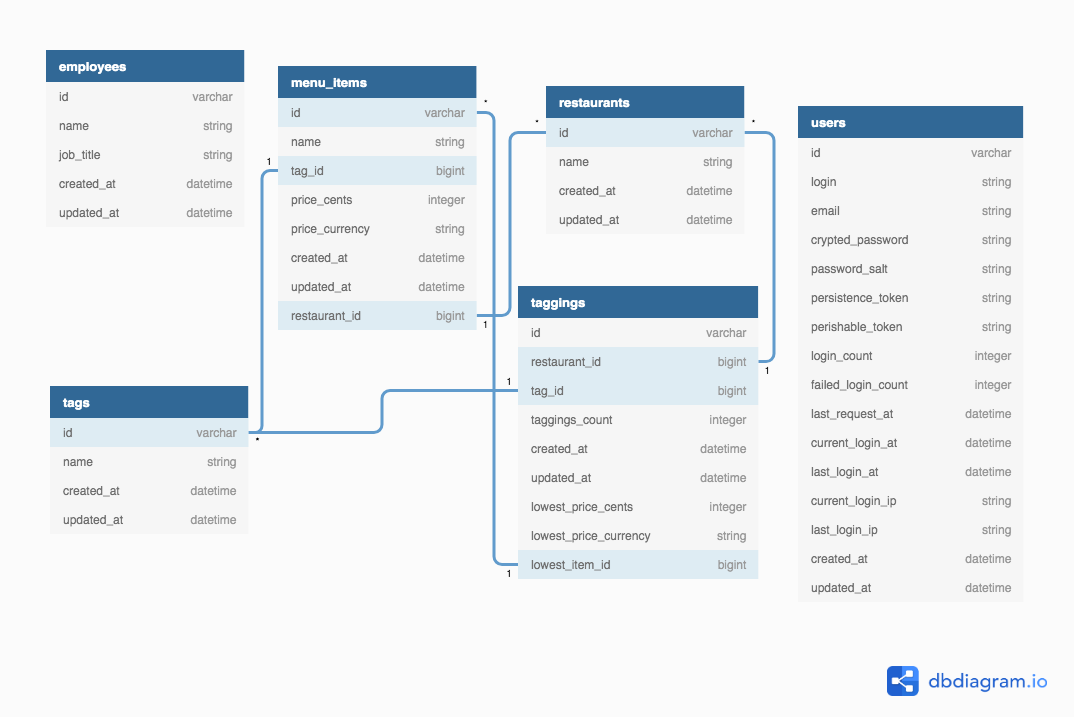 employees
id varchar
name string
job_title string
created_at datetime
updated_at datetime
menu_items
* 
id varchar
name string
1
tag_id bigint
price_cents integer
price_currency string
created_at datetime
updated_at datetime
restaurant_id bigint
1
restaurants
* *
id varchar
name string
created_at datetime
updated_at datetime
users
id varchar
login string
email string
crypted_password string
password_salt string
persistence_token string
perishable_token string
login_count integer
failed_login_count integer
last_request_at datetime
current_login_at datetime
last_login_at datetime
current_login_ip string
last_login_ip string
created_at datetime
updated_at datetime
taggings
id varchar
restaurant_id bigint
1
1
tag_id bigint
taggings_count integer
created_at datetime
updated_at datetime
lowest_price_cents integer
lowest_price_currency string
lowest_item_id bigint
1
tags
id varchar
*
name string
created_at datetime
updated_at datetime
dbdiagram.io